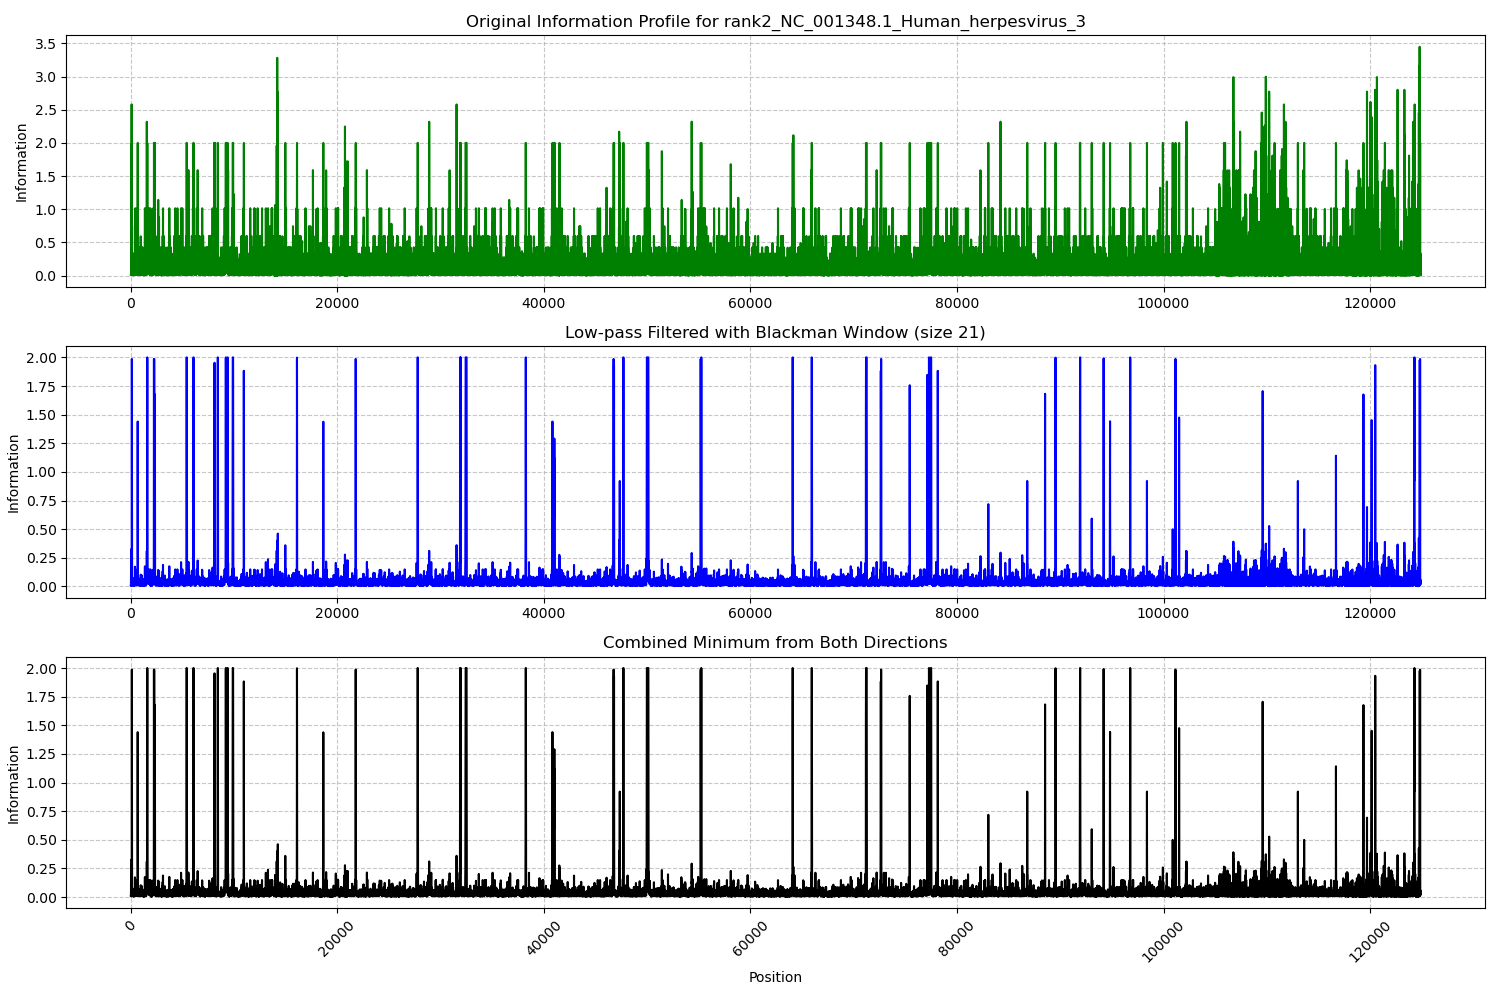 Original Information Profile for rank2_NC_001348.1_Human_herpesvirus_3
3.5
3.0
2.5
2.0
1.5
1.0
0.5
0.0
Information
0 20000 40000 60000 80000 100000 120000
Low-pass Filtered with Blackman Window (size 21)
2.00
1.75
1.50
1.25
1.00
0.75
0.50
0.25
0.00
Information
0 20000 40000 60000 80000 100000 120000
Combined Minimum from Both Directions
2.00
1.75
1.50
1.25
1.00
0.75
0.50
0.25
0.00
Information
0 20000 40000 60000 80000 100000 120000
Position